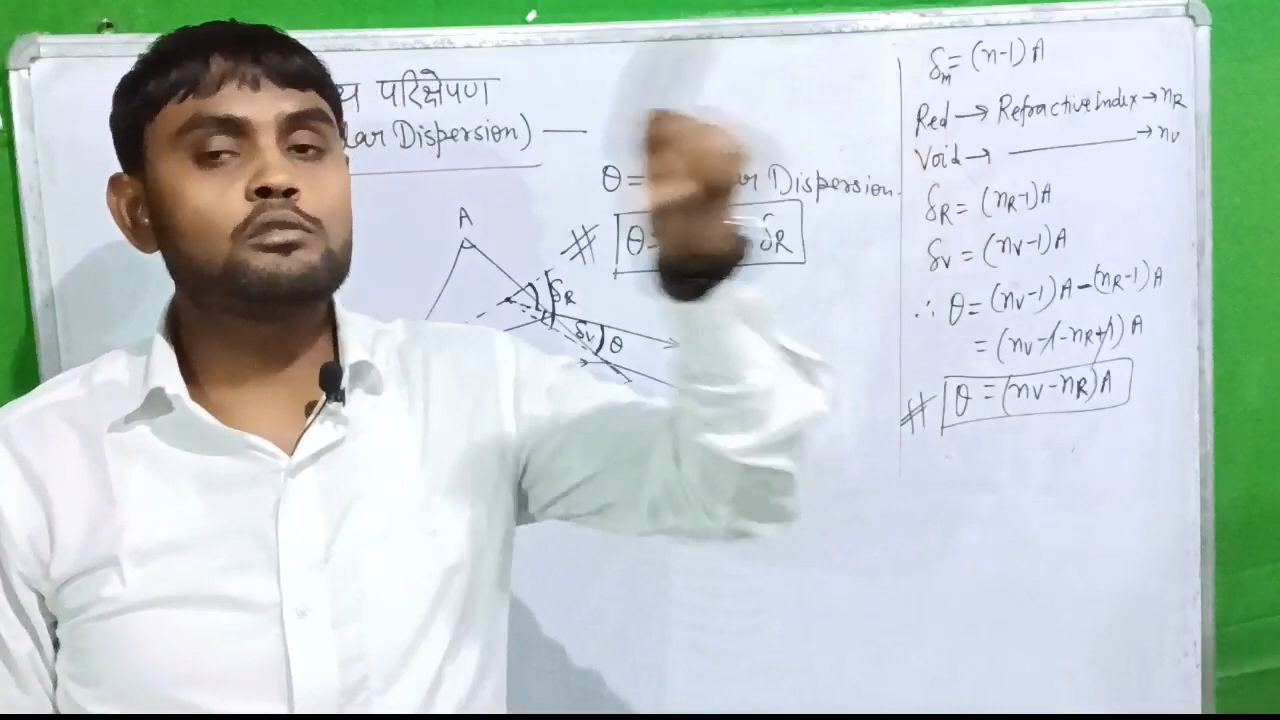 परिक्षेपण
lar Dispersion) —
θ = r Dispersion.
# θ = δR
A
δR
δV
θ
δm = (n-1) A
Red → Refractive Index → nR
Void → ——— → nV
δR = (nR-1)A
δV = (nV-1)A
∴ θ = (nV-1)A - (nR-1)A
= (nV-1-nR+1) A
# θ = (nV-nR)A